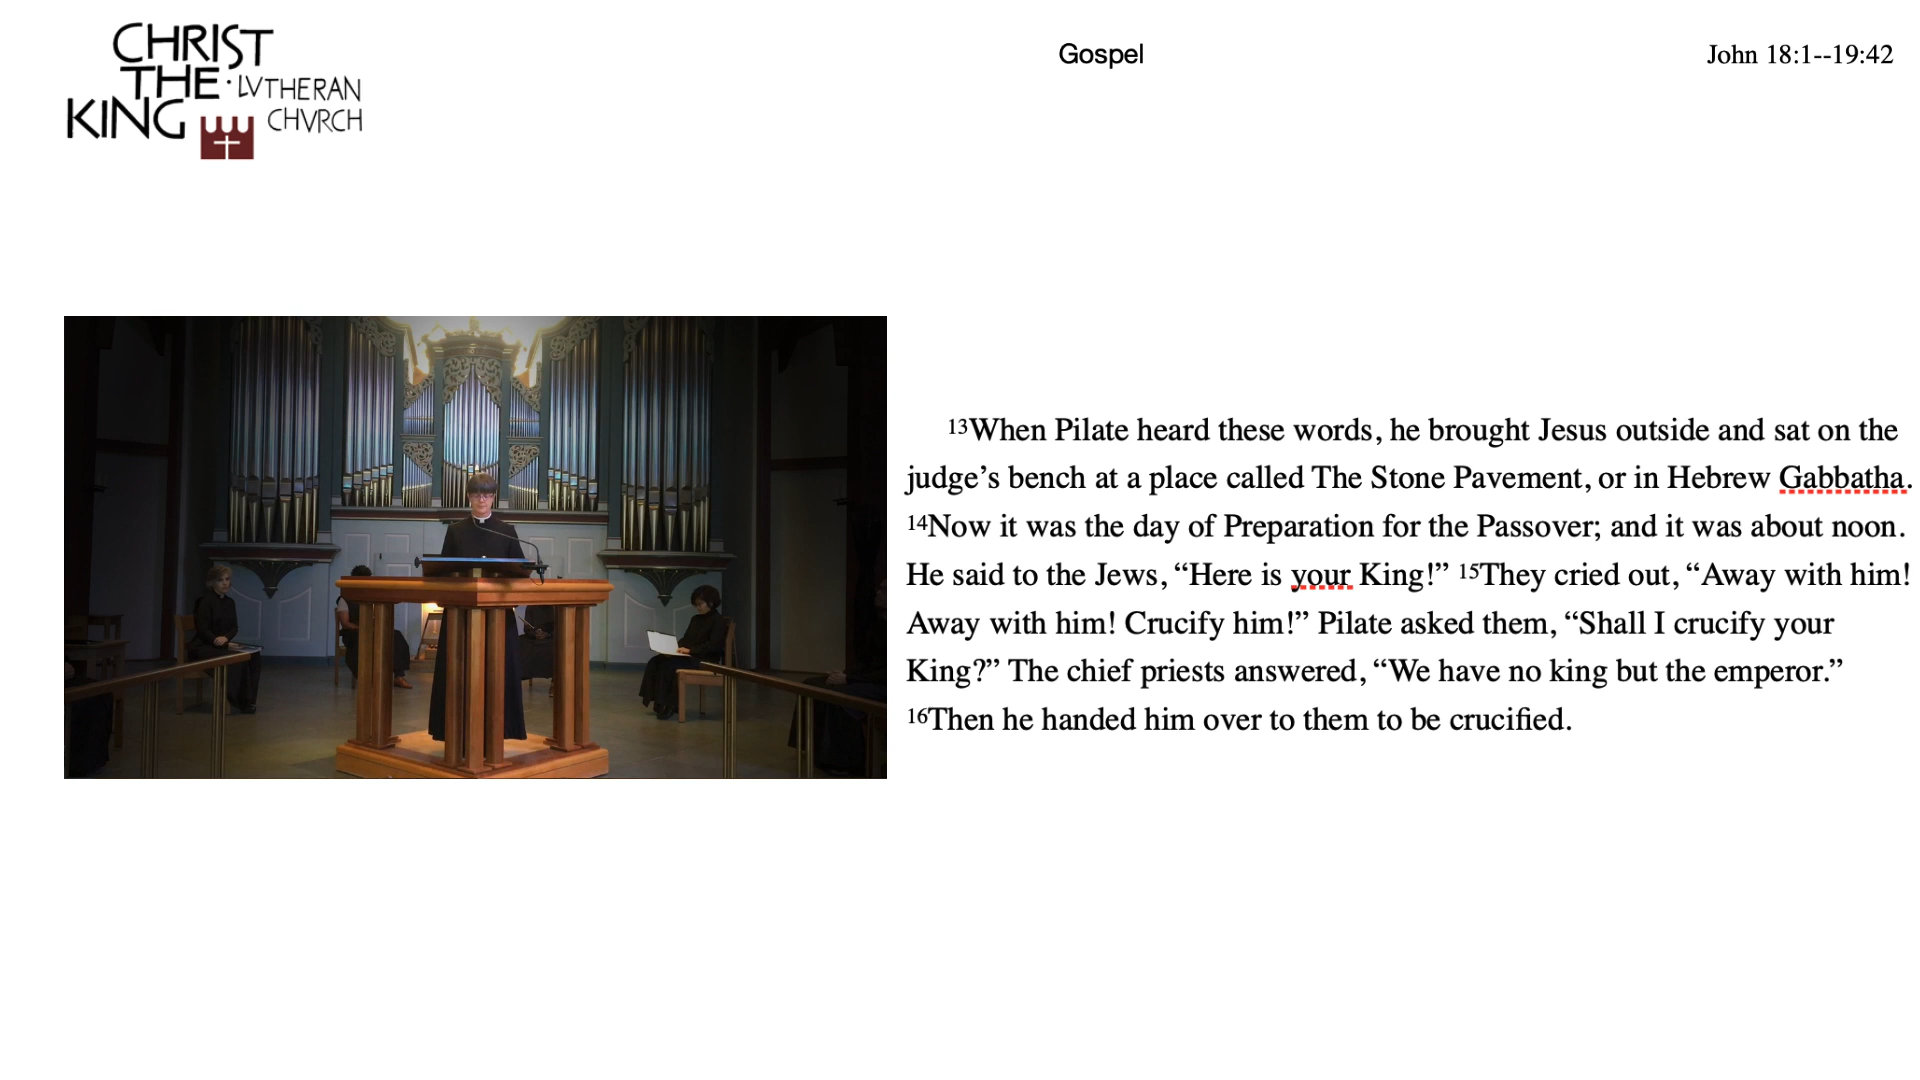 CHRIST
THE · LVTHERAN
KING CHVRCH
Gospel
John 18:1--19:42
13When Pilate heard these words, he brought Jesus outside and sat on the
judge’s bench at a place called The Stone Pavement, or in Hebrew Gabbatha.
14Now it was the day of Preparation for the Passover; and it was about noon.
He said to the Jews, “Here is your King!” 15They cried out, “Away with him!
Away with him! Crucify him!” Pilate asked them, “Shall I crucify your
King?” The chief priests answered, “We have no king but the emperor.”
16Then he handed him over to them to be crucified.